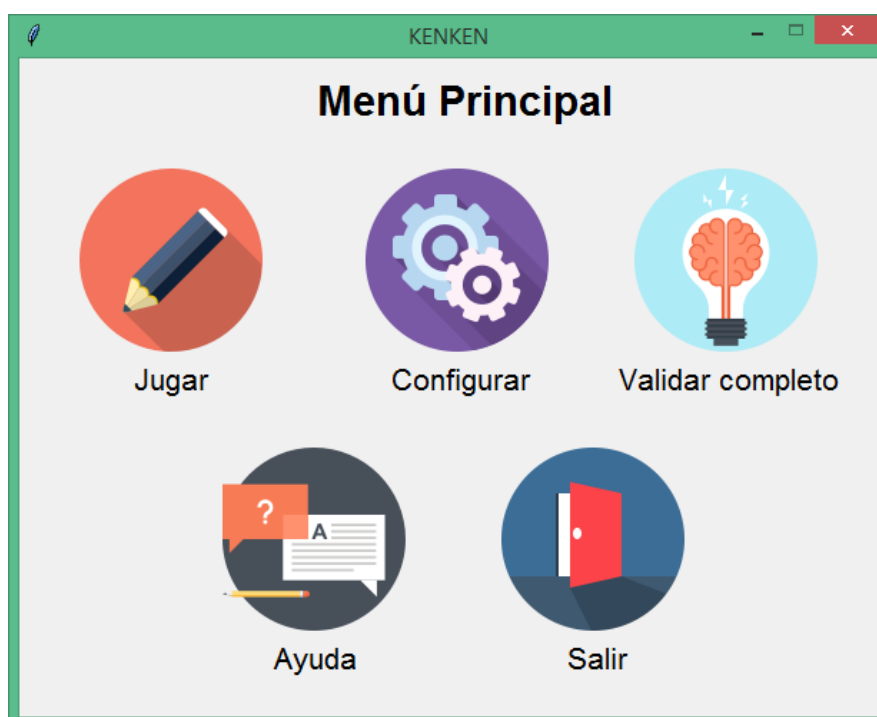 KENKEN
Menú Principal
Jugar
Configurar
Validar completo
?
A
Ayuda
Salir